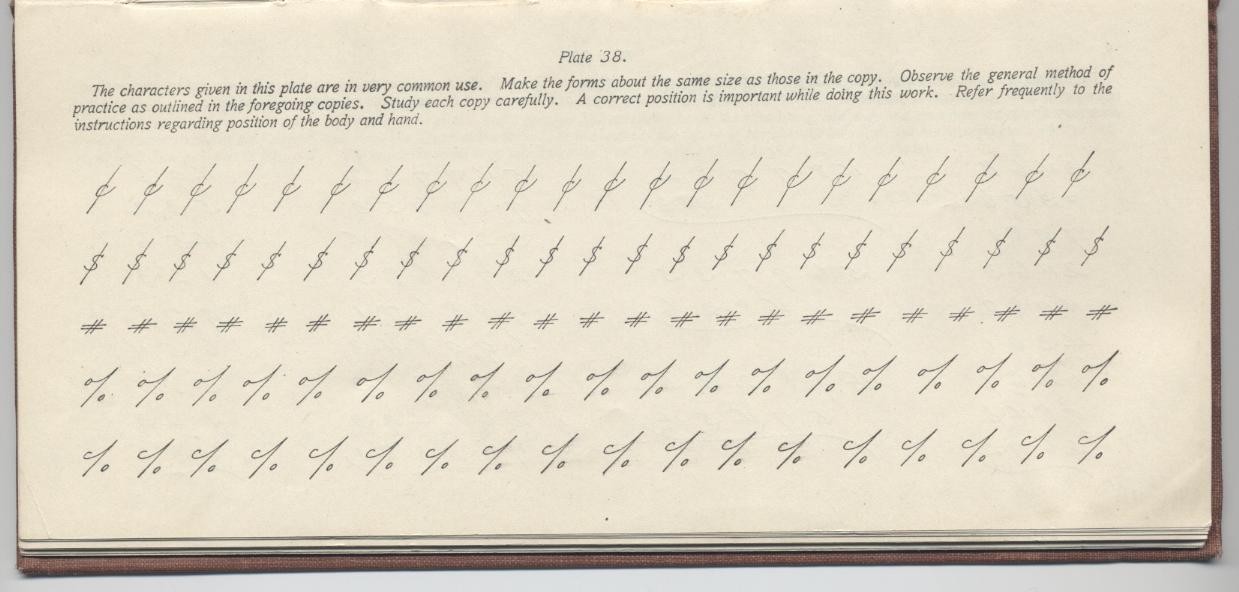 Plate 38.
The characters given in this plate are in very common use. Make the forms about the same size as those in the copy. Observe the general method of
practice as outlined in the foregoing copies. Study each copy carefully. A correct position is important while doing this work. Refer frequently to the
instructions regarding position of the body and hand.
¢ ¢ ¢ ¢ ¢ ¢ ¢ ¢ ¢ ¢ ¢ ¢ ¢ ¢ ¢ ¢ ¢ ¢ ¢ ¢ ¢ ¢
$ $ $ $ $ $ $ $ $ $ $ $ $ $ $ $ $ $ $ $ $ $ $
# # # # # # # # # # # # # # # # # # # # # # #
% % % % % % % % % % % % % % % % % % %
℅ ℅ ℅ ℅ ℅ ℅ ℅ ℅ ℅ ℅ ℅ ℅ ℅ ℅ ℅ ℅ ℅ ℅